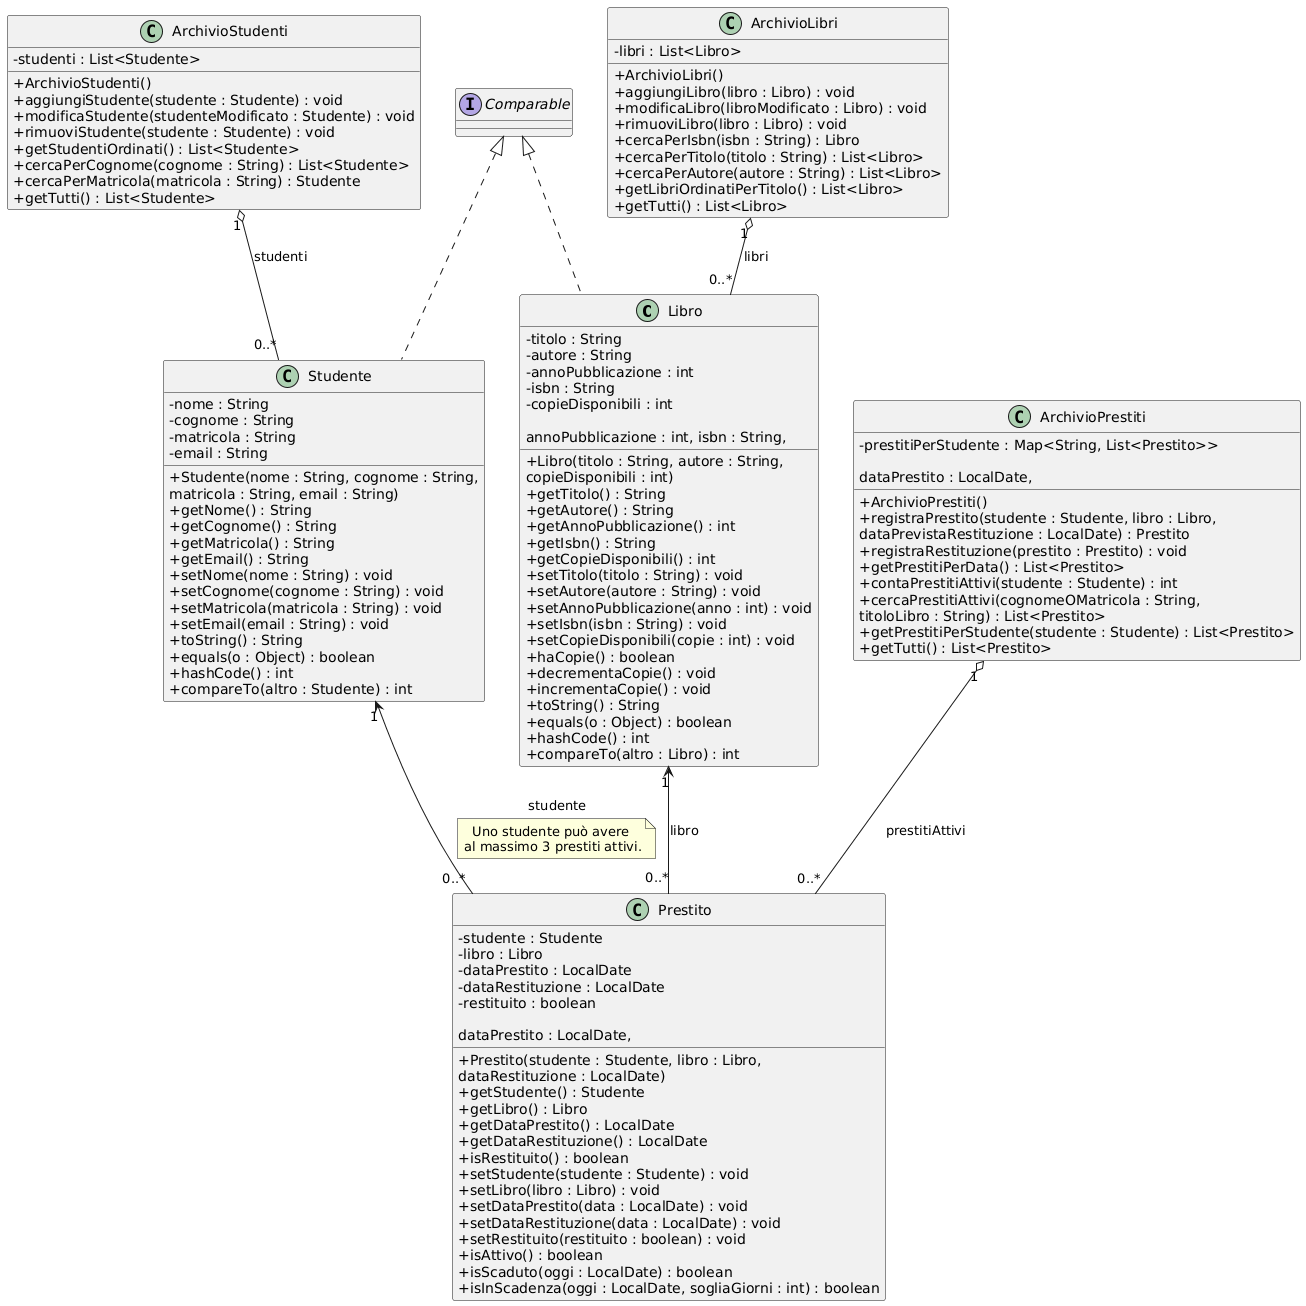 ArchivioStudenti
-studenti : List<Studente>
+ArchivioStudenti()
+aggiungiStudente(studente : Studente) : void
+modificaStudente(studenteModificato : Studente) : void
+rimuoviStudente(studente : Studente) : void
+getStudentiOrdinati() : List<Studente>
+cercaPerCognome(cognome : String) : List<Studente>
+cercaPerMatricola(matricola : String) : Studente
+getTutti() : List<Studente>
Comparable
ArchivioLibri
-libri : List<Libro>
+ArchivioLibri()
+aggiungiLibro(libro : Libro) : void
+modificaLibro(libroModificato : Libro) : void
+rimuoviLibro(libro : Libro) : void
+cercaPerIsbn(isbn : String) : Libro
+cercaPerTitolo(titolo : String) : List<Libro>
+cercaPerAutore(autore : String) : List<Libro>
+getLibriOrdinatiPerTitolo() : List<Libro>
+getTutti() : List<Libro>
1
studenti
0..*
1
libri
0..*
Studente
-nome : String
-cognome : String
-matricola : String
-email : String
+Studente(nome : String, cognome : String,
matricola : String, email : String)
+getNome() : String
+getCognome() : String
+getMatricola() : String
+getEmail() : String
+setNome(nome : String) : void
+setCognome(cognome : String) : void
+setMatricola(matricola : String) : void
+setEmail(email : String) : void
+toString() : String
+equals(o : Object) : boolean
+hashCode() : int
+compareTo(altro : Studente) : int
Libro
-titolo : String
-autore : String
-annoPubblicazione : int
-isbn : String
-copieDisponibili : int
annoPubblicazione : int, isbn : String,
+Libro(titolo : String, autore : String,
copieDisponibili : int)
+getTitolo() : String
+getAutore() : String
+getAnnoPubblicazione() : int
+getIsbn() : String
+getCopieDisponibili() : int
+setTitolo(titolo : String) : void
+setAutore(autore : String) : void
+setAnnoPubblicazione(anno : int) : void
+setIsbn(isbn : String) : void
+setCopieDisponibili(copie : int) : void
+haCopie() : boolean
+decrementaCopie() : void
+incrementaCopie() : void
+toString() : String
+equals(o : Object) : boolean
+hashCode() : int
+compareTo(altro : Libro) : int
ArchivioPrestiti
-prestitiPerStudente : Map<String, List<Prestito>>
dataPrestito : LocalDate,
+ArchivioPrestiti()
+registraPrestito(studente : Studente, libro : Libro,
dataPrevistaRestituzione : LocalDate) : Prestito
+registraRestituzione(prestito : Prestito) : void
+getPrestitiPerData() : List<Prestito>
+contaPrestitiAttivi(studente : Studente) : int
+cercaPrestitiAttivi(cognomeOMatricola : String,
titoloLibro : String) : List<Prestito>
+getPrestitiPerStudente(studente : Studente) : List<Prestito>
+getTutti() : List<Prestito>
1
studente
0..*
Uno studente può avere
al massimo 3 prestiti attivi.
1
libro
0..*
1
prestitiAttivi
0..*
Prestito
-studente : Studente
-libro : Libro
-dataPrestito : LocalDate
-dataRestituzione : LocalDate
-restituito : boolean
dataPrestito : LocalDate,
+Prestito(studente : Studente, libro : Libro,
dataRestituzione : LocalDate)
+getStudente() : Studente
+getLibro() : Libro
+getDataPrestito() : LocalDate
+getDataRestituzione() : LocalDate
+isRestituito() : boolean
+setStudente(studente : Studente) : void
+setLibro(libro : Libro) : void
+setDataPrestito(data : LocalDate) : void
+setDataRestituzione(data : LocalDate) : void
+setRestituito(restituito : boolean) : void
+isAttivo() : boolean
+isScaduto(oggi : LocalDate) : boolean
+isInScadenza(oggi : LocalDate, sogliaGiorni : int) : boolean